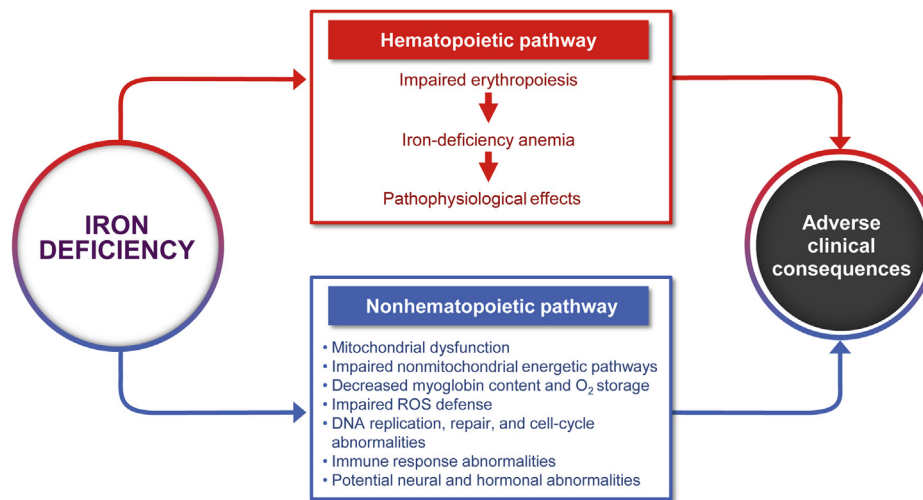 Hematopoietic pathway
Impaired erythropoiesis
Iron-deficiency anemia
Pathophysiological effects
IRON
DEFICIENCY
Adverse
clinical
consequences
Nonhematopoietic pathway
• Mitochondrial dysfunction
• Impaired nonmitochondrial energetic pathways
• Decreased myoglobin content and O₂ storage
• Impaired ROS defense
• DNA replication, repair, and cell-cycle
abnormalities
• Immune response abnormalities
• Potential neural and hormonal abnormalities